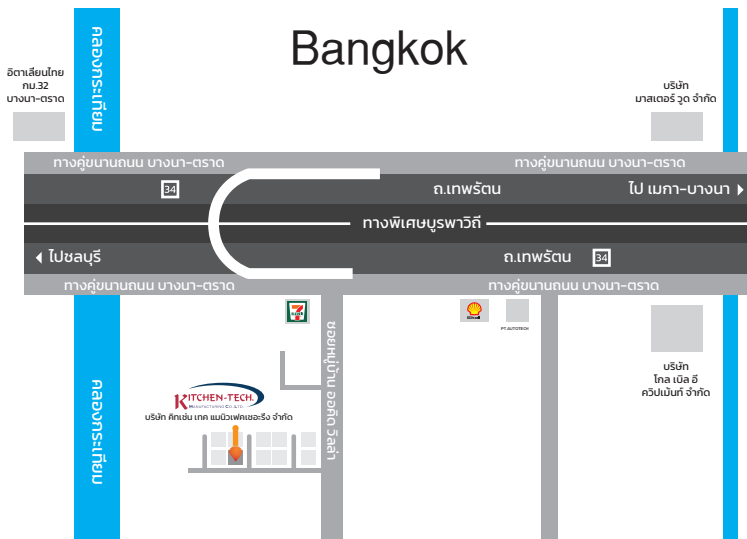 Bangkok
คลองกระเทียม
อิตาเลียนไทย
กม.32
บางนา-ตราด
บริษัท
มาสเตอร์ วูด จำกัด
ทางคู่ขนานถนน บางนา-ตราด
ทางคู่ขนานถนน บางนา-ตราด
34
ถ.เทพรัตน
ไป เมกา-บางนา
ทางพิเศษบูรพาวิถี
ไปชลบุรี
ถ.เทพรัตน
34
ทางคู่ขนานถนน บางนา-ตราด
ทางคู่ขนานถนน บางนา-ตราด
7
ELEVEN
Shell
PT.AUTOTECH
ซอยหมู่บ้าน ออคิด วิลล่า
บริษัท
โกล เบิล อี
ควิปเม้นท์ จำกัด
คลองกระเทียม
KITCHEN-TECH.
MANUFACTURING CO.,LTD.
บริษัท คิทเช่น เทค แมนิวเฟคเชอะริ่ง จำกัด